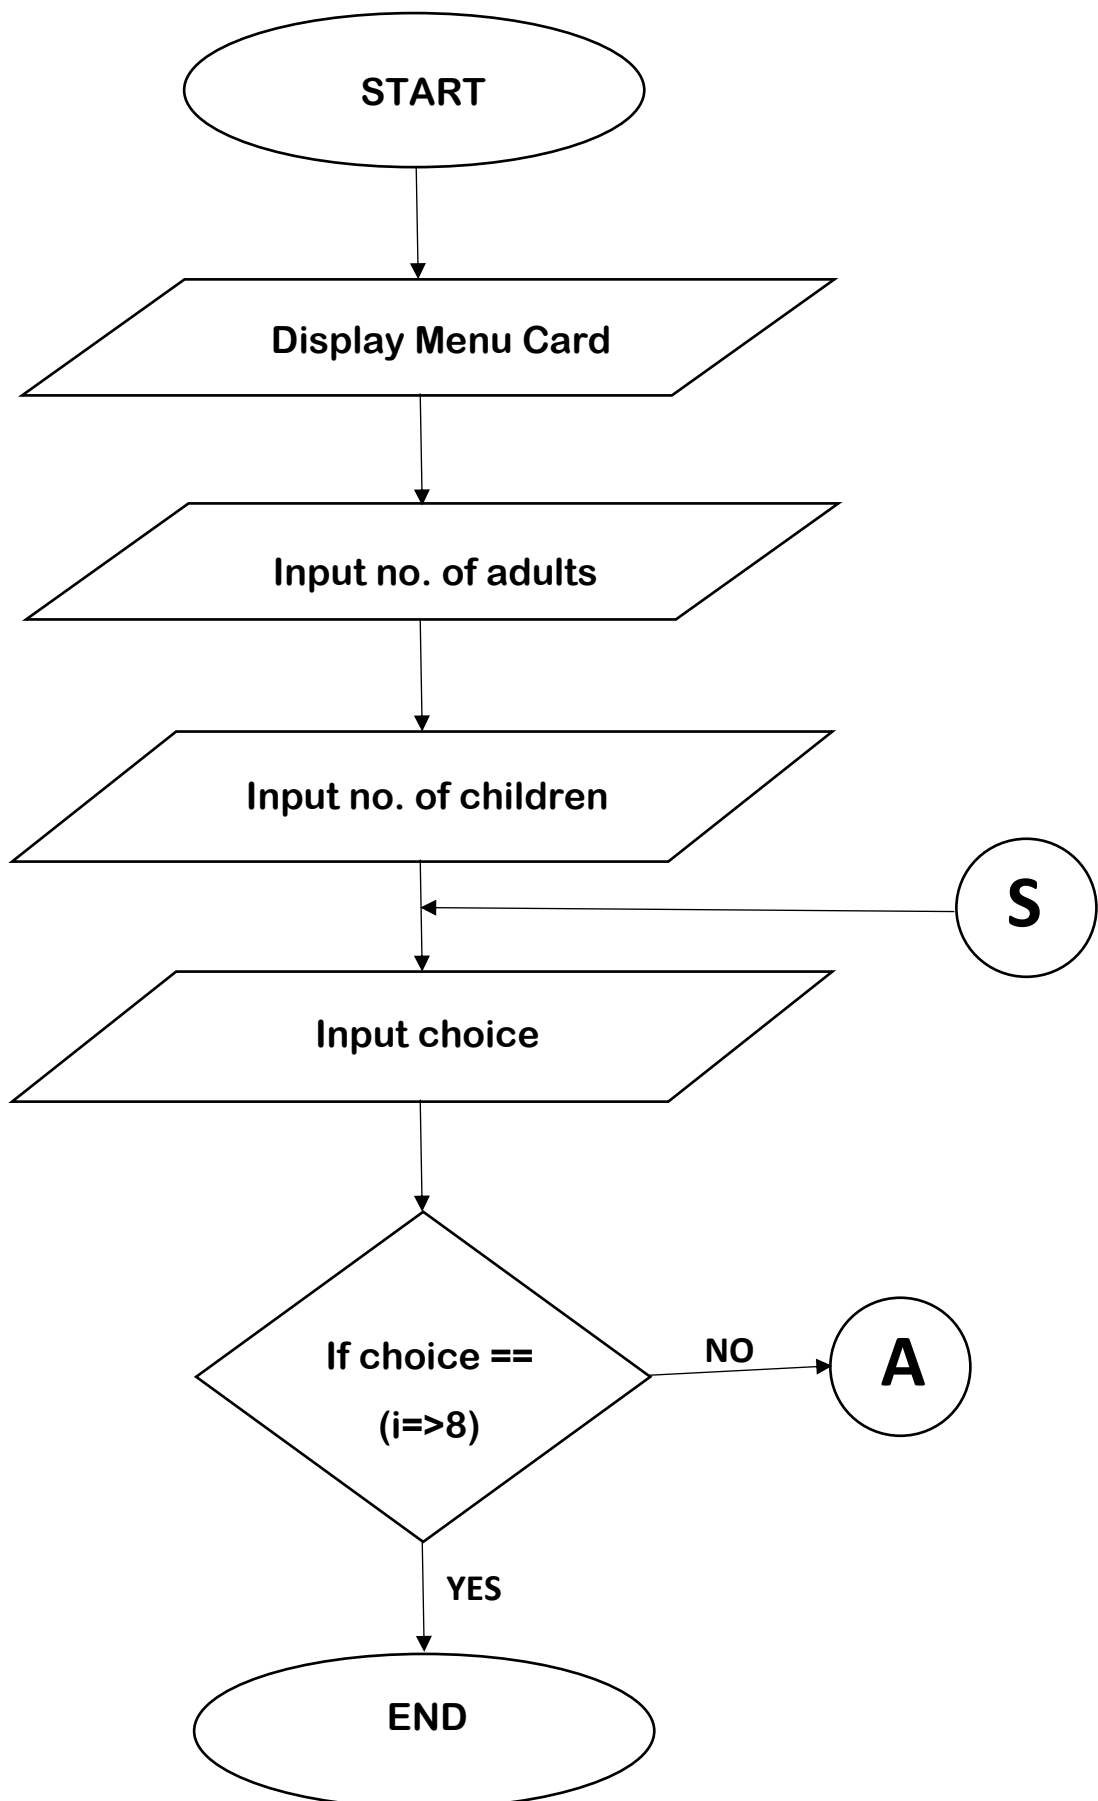 START
Display Menu Card
Input no. of adults
Input no. of children
S
Input choice
If choice ==
(i=>8)
NO
A
YES
END